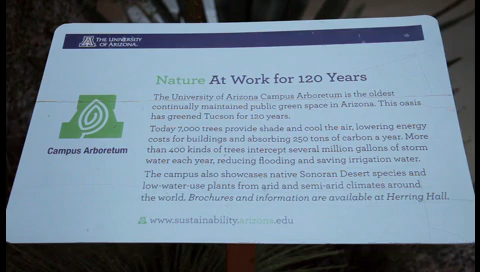 THE UNIVERSITY
OF ARIZONA.
Nature At Work for 120 Years
The University of Arizona Campus Arboretum is the oldest
continually maintained public green space in Arizona. This oasis
has greened Tucson for 120 years.
Today 7,000 trees provide shade and cool the air, lowering energy
costs for buildings and absorbing 250 tons of carbon a year. More
than 400 kinds of trees intercept several million gallons of storm
water each year, reducing flooding and saving irrigation water.
The campus also showcases native Sonoran Desert species and
low-water-use plants from arid and semi-arid climates around
the world, Brochures and information are available at Herring Hall.
Campus Arboretum
www.sustainability.arizona.edu